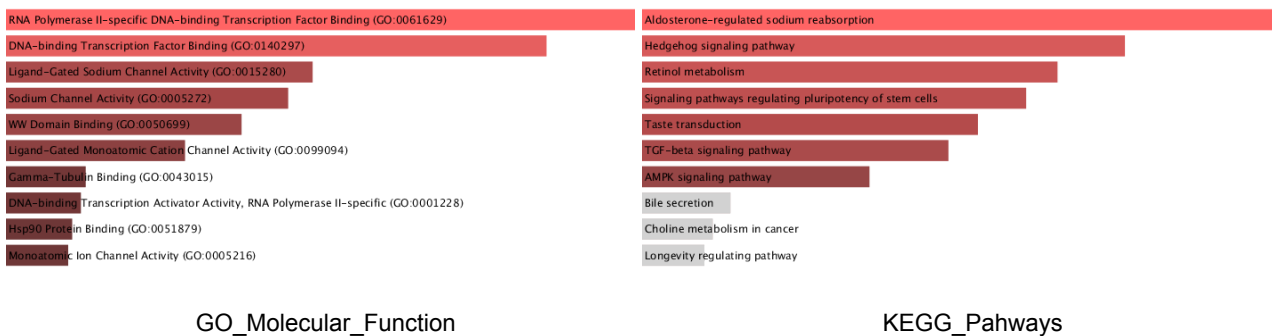 RNA Polymerase II-specific DNA-binding Transcription Factor Binding (GO:0061629)
DNA-binding Transcription Factor Binding (GO:0140297)
Ligand-Gated Sodium Channel Activity (GO:0015280)
Sodium Channel Activity (GO:0005272)
WW Domain Binding (GO:0050699)
Ligand-Gated Monoatomic Cation Channel Activity (GO:0099094)
Gamma-Tubulin Binding (GO:0043015)
DNA-binding Transcription Activator Activity, RNA Polymerase II-specific (GO:0001228)
Hsp90 Protein Binding (GO:0051879)
Monoatomic Ion Channel Activity (GO:0005216)
GO_Molecular_Function
Aldosterone-regulated sodium reabsorption
Hedgehog signaling pathway
Retinol metabolism
Signaling pathways regulating pluripotency of stem cells
Taste transduction
TGF-beta signaling pathway
AMPK signaling pathway
Bile secretion
Choline metabolism in cancer
Longevity regulating pathway
KEGG_Pahways